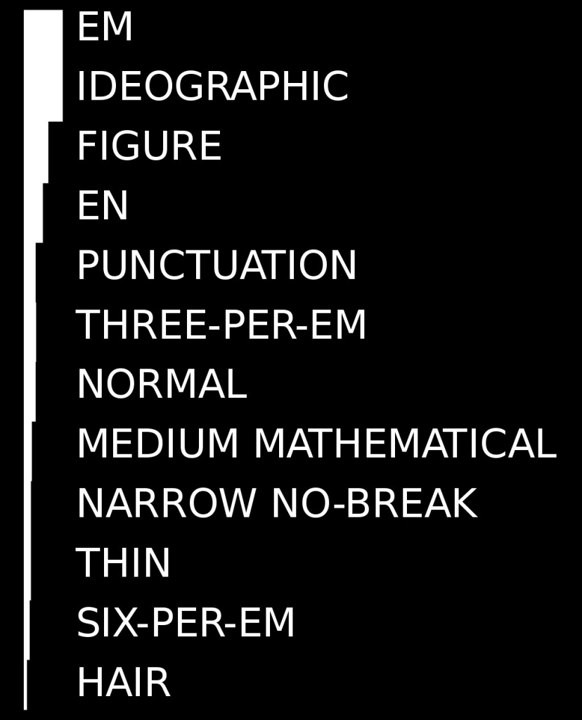 EM
IDEOGRAPHIC
FIGURE
EN
PUNCTUATION
THREE-PER-EM
NORMAL
MEDIUM MATHEMATICAL
NARROW NO-BREAK
THIN
SIX-PER-EM
HAIR